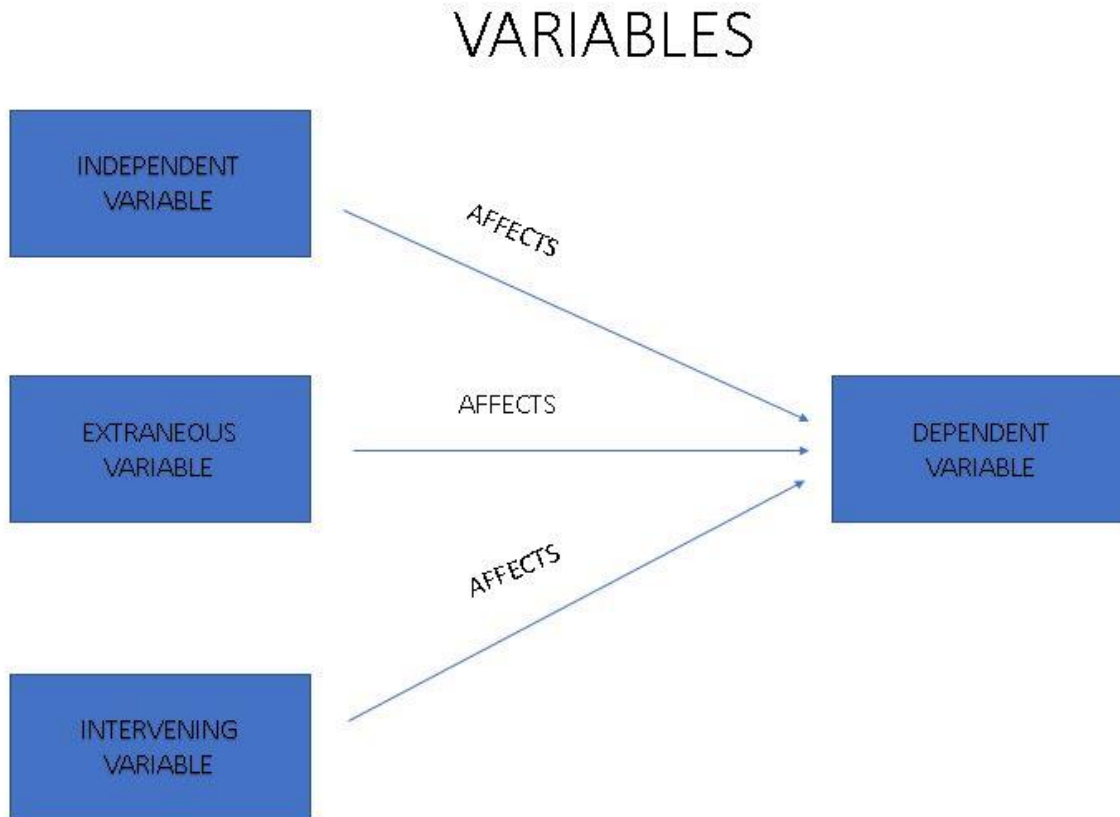 VARIABLES
INDEPENDENT
VARIABLE
AFFECTS
EXTRANEOUS
VARIABLE
AFFECTS
DEPENDENT
VARIABLE
AFFECTS
INTERVENING
VARIABLE